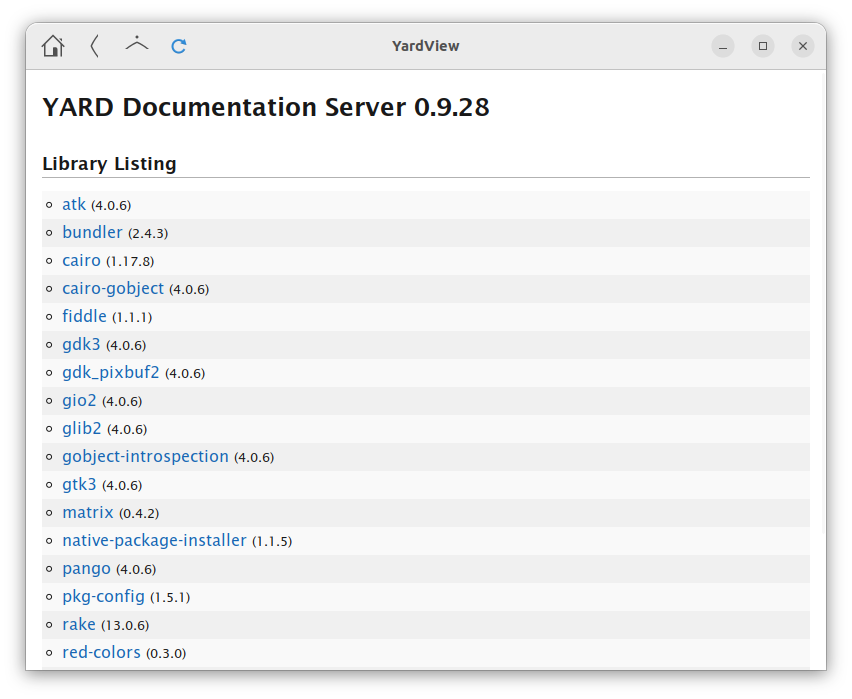 YardView
YARD Documentation Server 0.9.28
Library Listing
atk (4.0.6)
bundler (2.4.3)
cairo (1.17.8)
cairo-gobject (4.0.6)
fiddle (1.1.1)
gdk3 (4.0.6)
gdk_pixbuf2 (4.0.6)
gio2 (4.0.6)
glib2 (4.0.6)
gobject-introspection (4.0.6)
gtk3 (4.0.6)
matrix (0.4.2)
native-package-installer (1.1.5)
pango (4.0.6)
pkg-config (1.5.1)
rake (13.0.6)
red-colors (0.3.0)